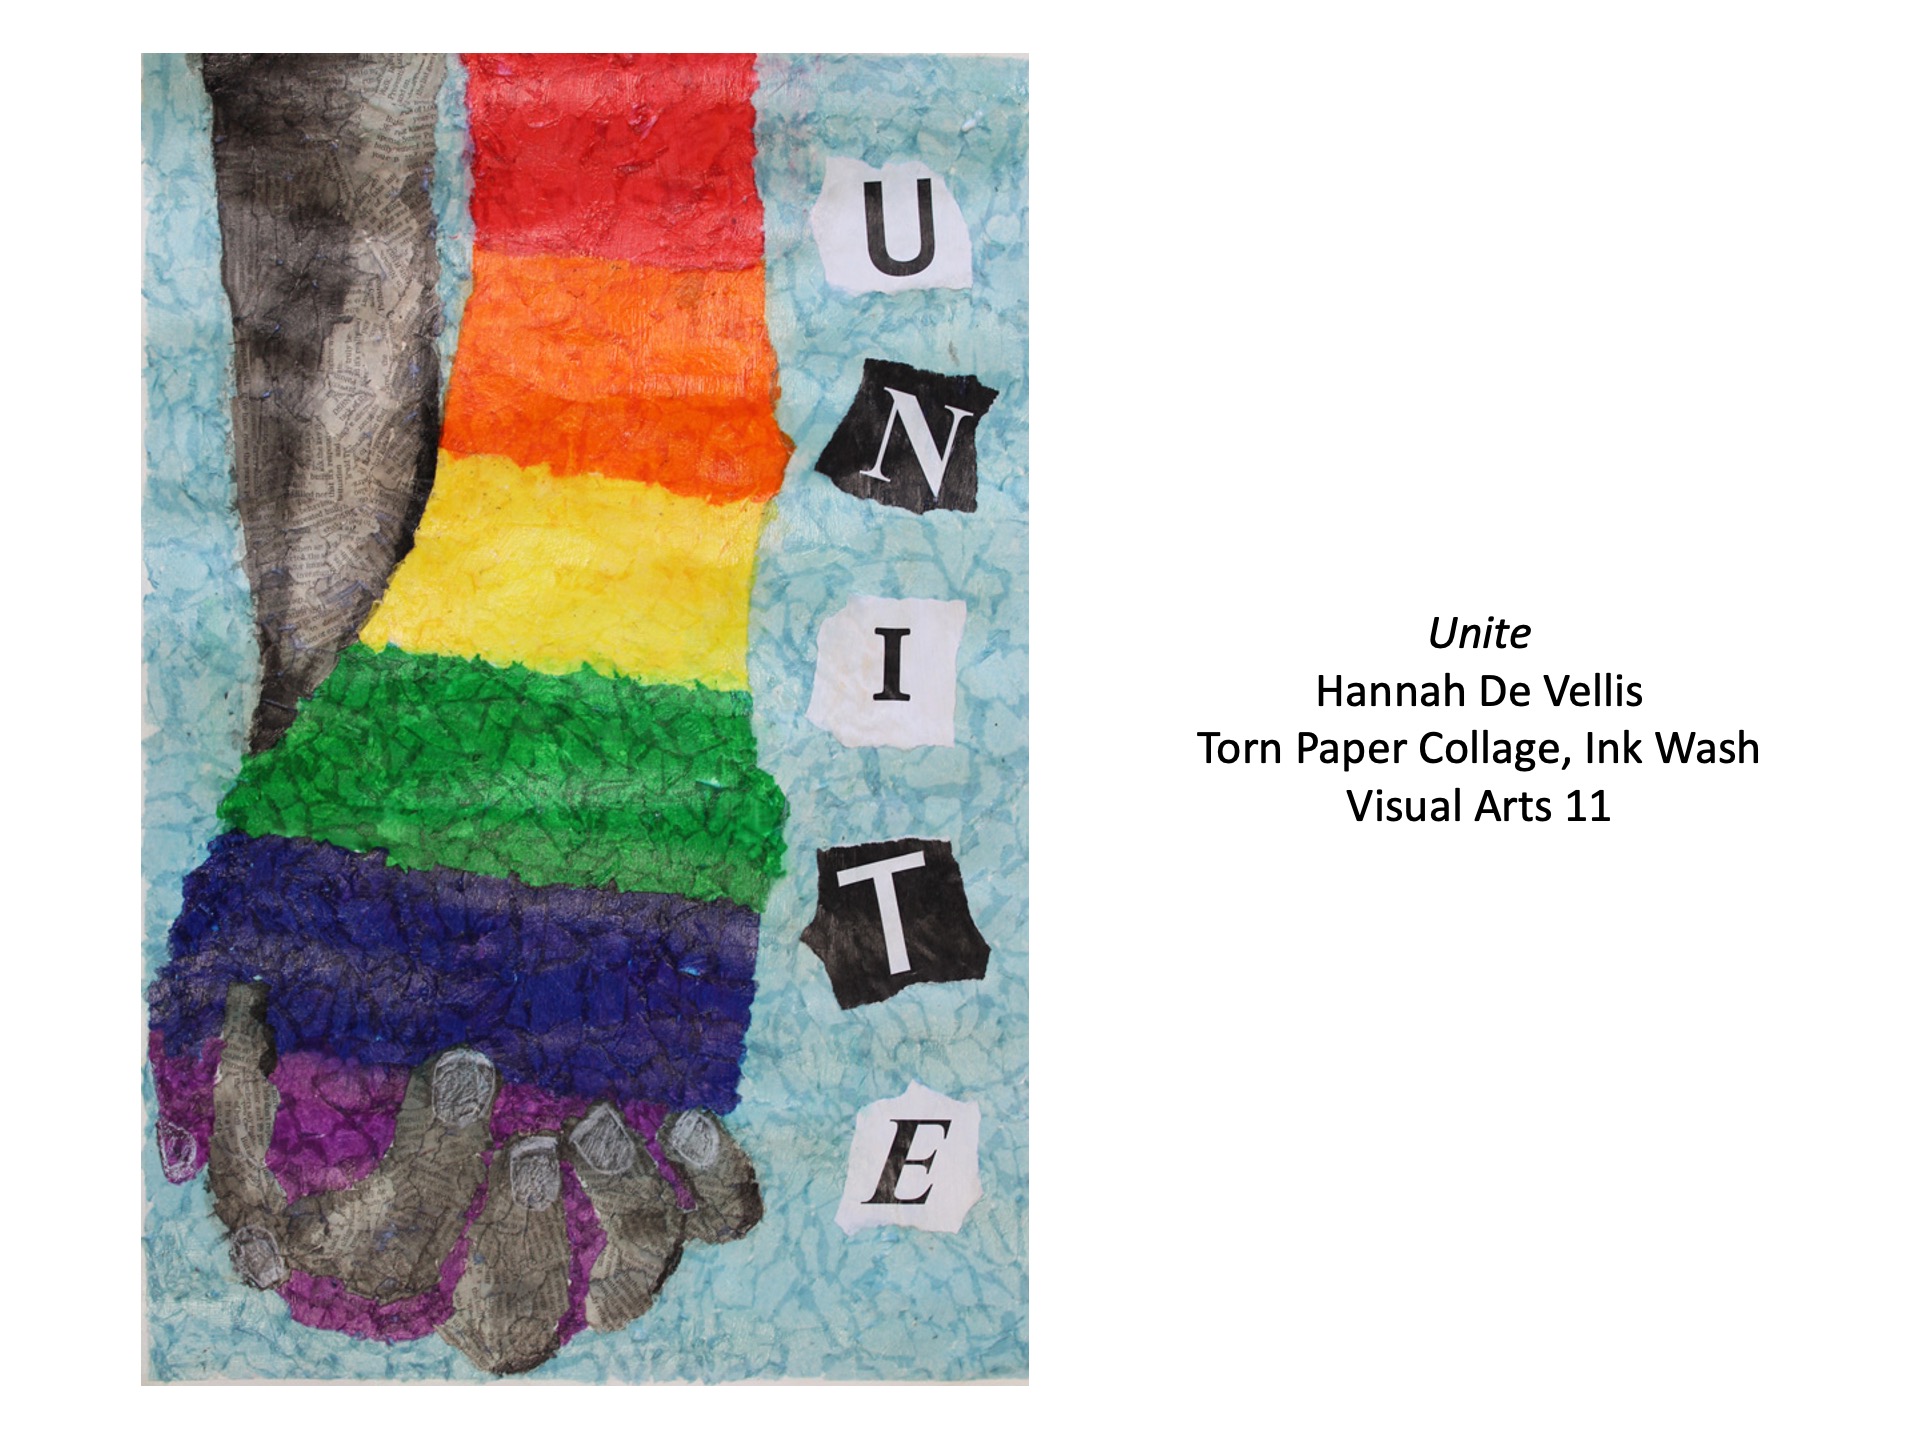 U
N
I
T
E
Unite
Hannah De Vellis
Torn Paper Collage, Ink Wash
Visual Arts 11